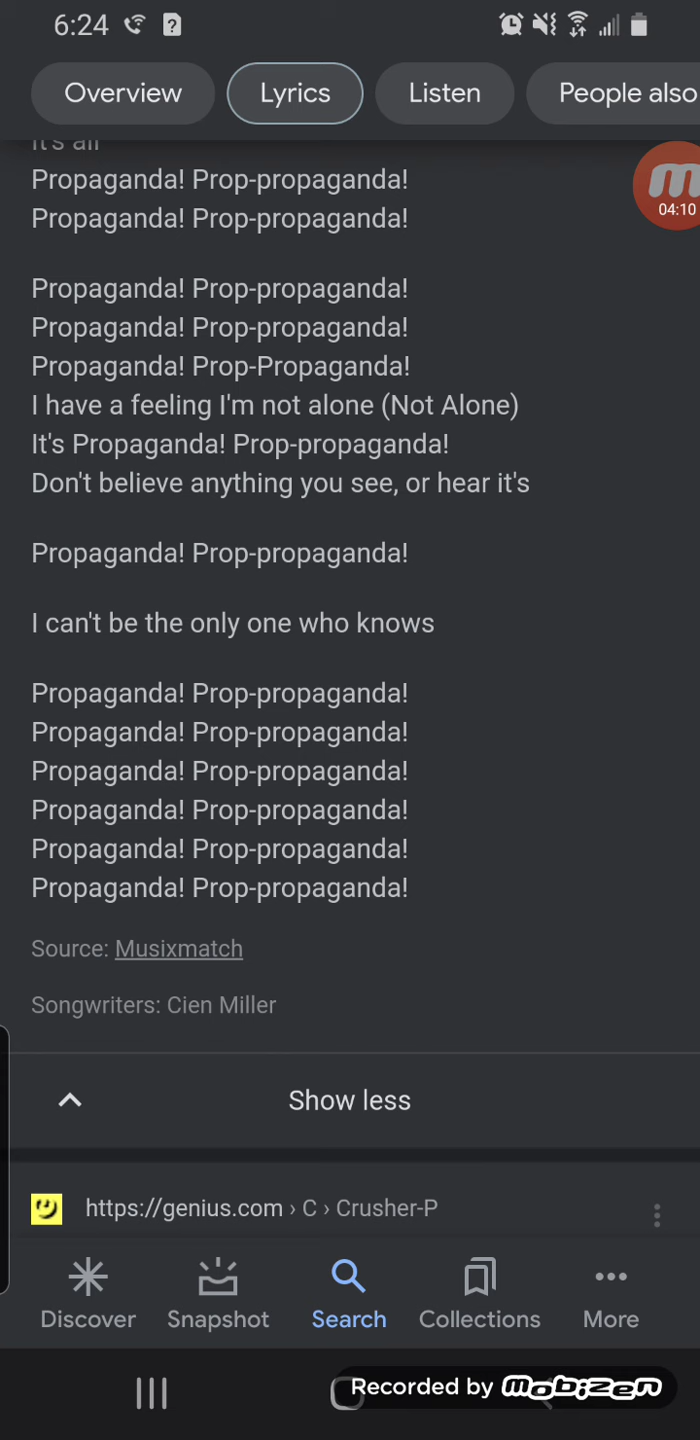 6:24
Overview Lyrics Listen People also
It's all
04:10
Propaganda! Prop-propaganda!
Propaganda! Prop-propaganda!
Propaganda! Prop-propaganda!
Propaganda! Prop-propaganda!
Propaganda! Prop-Propaganda!
I have a feeling I'm not alone (Not Alone)
It's Propaganda! Prop-propaganda!
Don't believe anything you see, or hear it's
Propaganda! Prop-propaganda!
I can't be the only one who knows
Propaganda! Prop-propaganda!
Propaganda! Prop-propaganda!
Propaganda! Prop-propaganda!
Propaganda! Prop-propaganda!
Propaganda! Prop-propaganda!
Propaganda! Prop-propaganda!
Source: Musixmatch
Songwriters: Cien Miller
Show less
https://genius.com › C › Crusher-P
Discover Snapshot Search Collections More
Recorded by mobizen